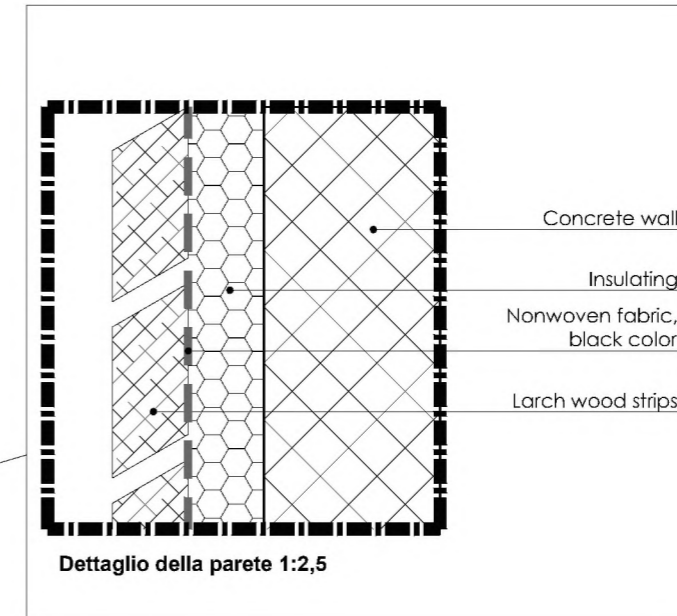 Concrete wall
Insulating
Nonwoven fabric,
black color
Larch wood strips
Dettaglio della parete 1:2,5